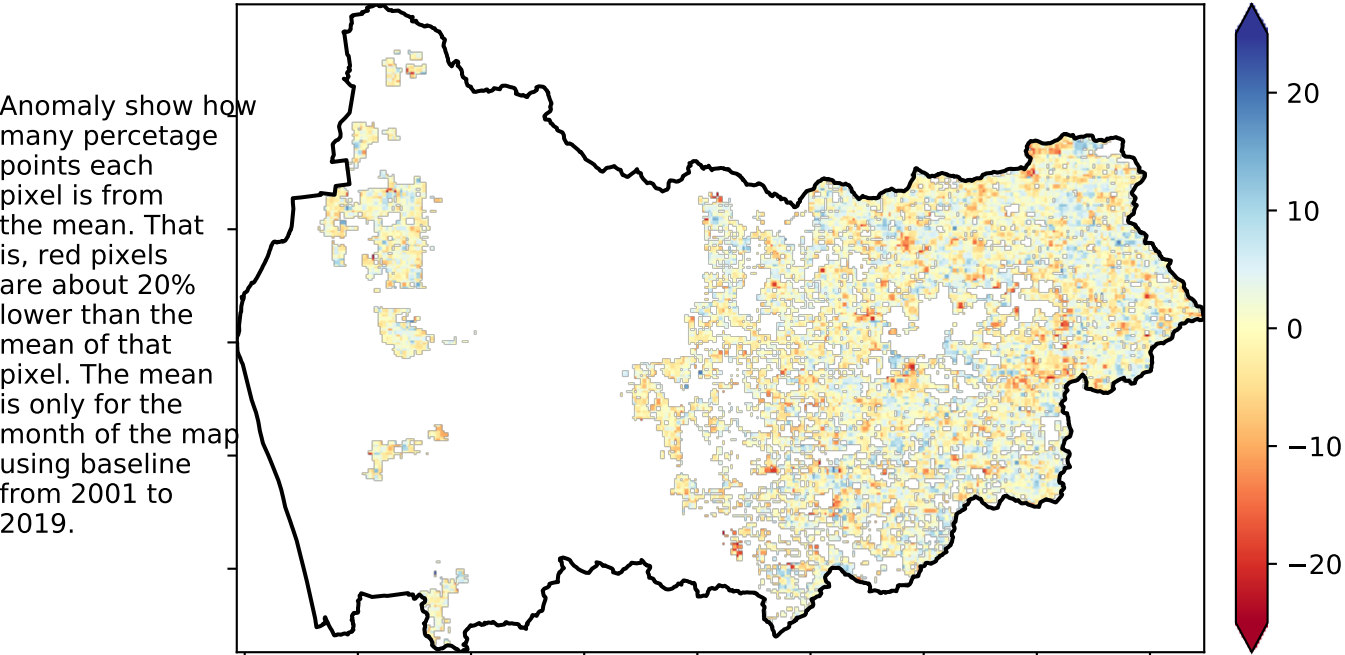 Anomaly show how
many percetage
points each
pixel is from
the mean. That
is, red pixels
are about 20%
lower than the
mean of that
pixel. The mean
is only for the
month of the map
using baseline
from 2001 to
2019.
20
10
0
−10
−20